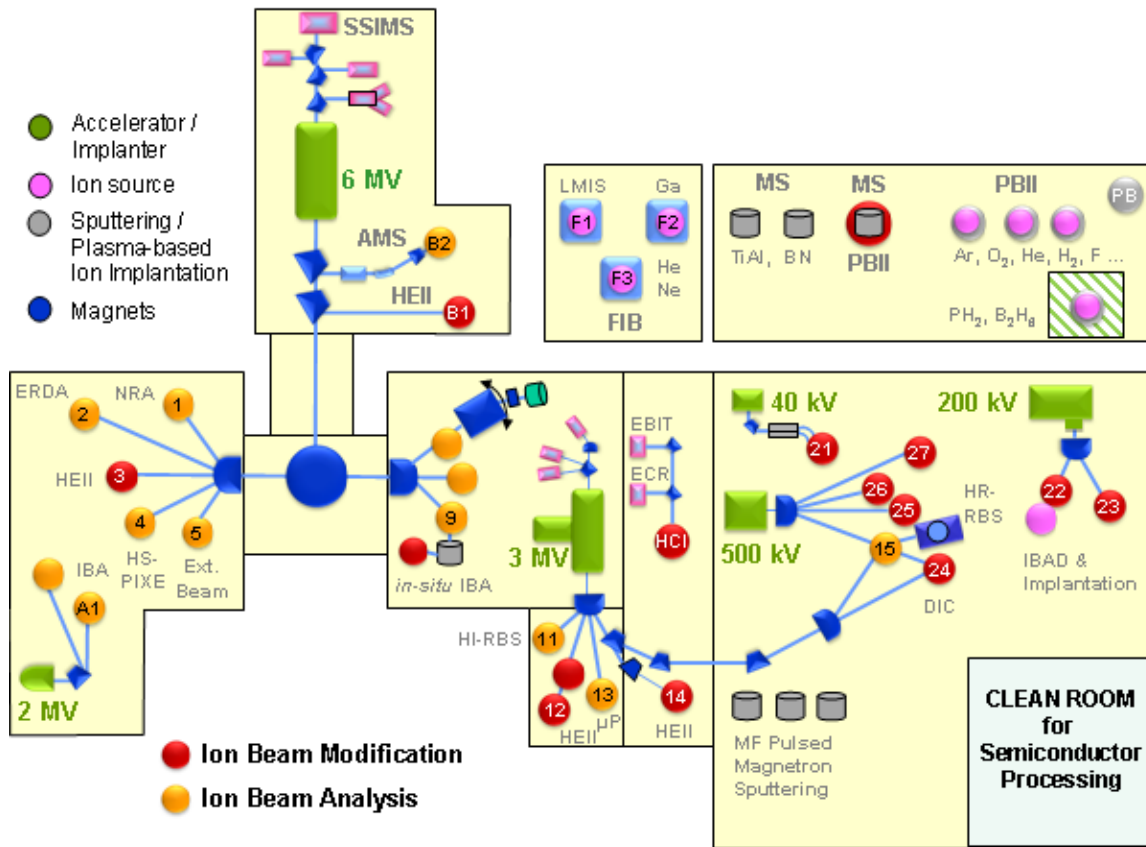 SSIMS
Accelerator /
Implanter
Ion source
Sputtering /
Plasma-based
Ion Implantation
Magnets
6 MV
AMS
B2
HEII
B1
LMIS
Ga
F1
F2
F3
He
Ne
FIB
MS
MS
PBII
PB
TiAl, BN
PBII
Ar, O₂, He, H₂, F ...
PH₂, B₂H₆
ERDA
NRA
1
2
HEII
3
4
5
HS-
PIXE
Ext.
Beam
IBA
A1
2 MV
9
in-situ IBA
3 MV
EBIT
ECR
HCI
HI-RBS
11
12
13
14
HEII
µP
HEII
40 kV
21
200 kV
27
26
25
22
23
HR-
RBS
500 kV
15
24
DIC
IBAD &
Implantation
MF Pulsed
Magnetron
Sputtering
CLEAN ROOM
for
Semiconductor
Processing
Ion Beam Modification
Ion Beam Analysis